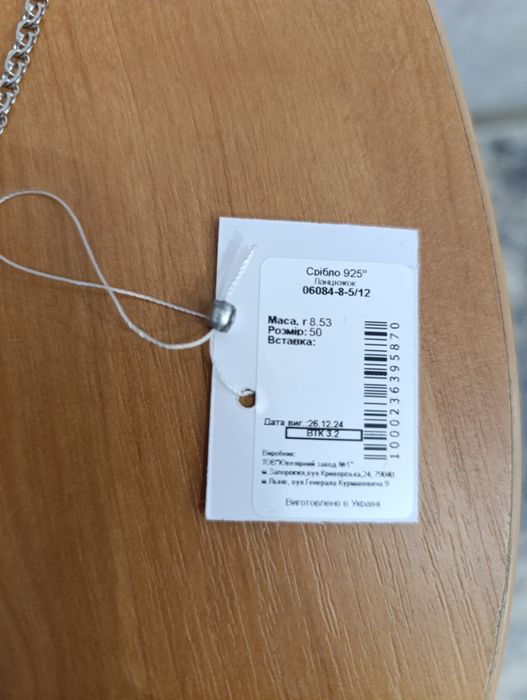 Срібло 925°
Ланцюжок
06084-8-5/12
Маса, г 8.53
Розмір: 50
Вставка:
1000236395870
Дата виг.:26.12.24
ВТК 3.2
Виробник:
ТОВ"Ювелірний завод №1"
м.Запоріжжя,вул Криворізька,24, 79040
м.Львів, вул Генерала Курмановича 9
Виготовлено в Україні